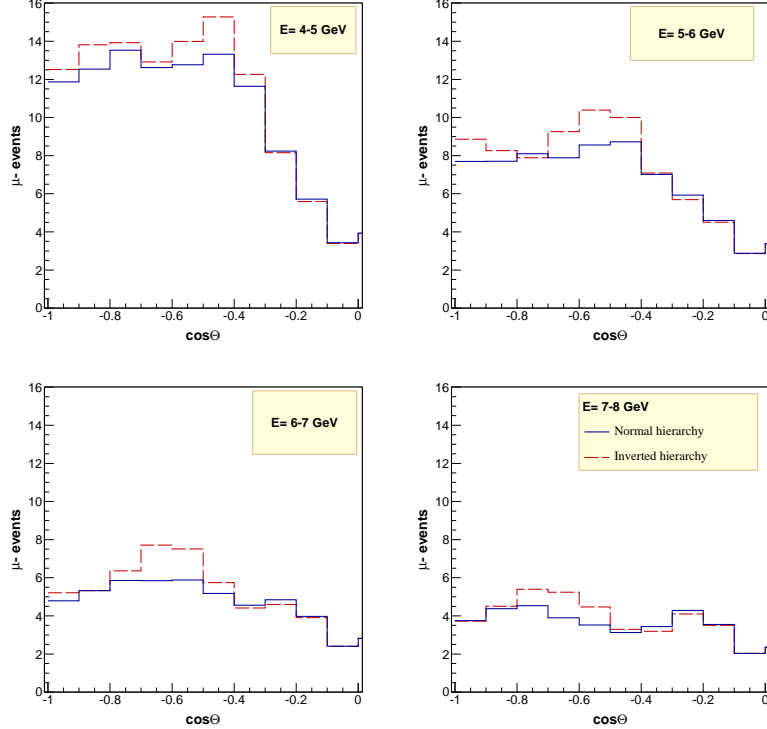 E= 4-5 GeV
16
14
12
10
8
6
4
2
0
μ- events
-1 -0.8 -0.6 -0.4 -0.2 0
cosΘ
E= 5-6 GeV
16
14
12
10
8
6
4
2
0
μ- events
-1 -0.8 -0.6 -0.4 -0.2 0
cosΘ
E= 6-7 GeV
16
14
12
10
8
6
4
2
0
μ- events
-1 -0.8 -0.6 -0.4 -0.2 0
cosΘ
E= 7-8 GeV
Normal hierarchy
Inverted hierarchy
16
14
12
10
8
6
4
2
0
μ- events
-1 -0.8 -0.6 -0.4 -0.2 0
cosΘ